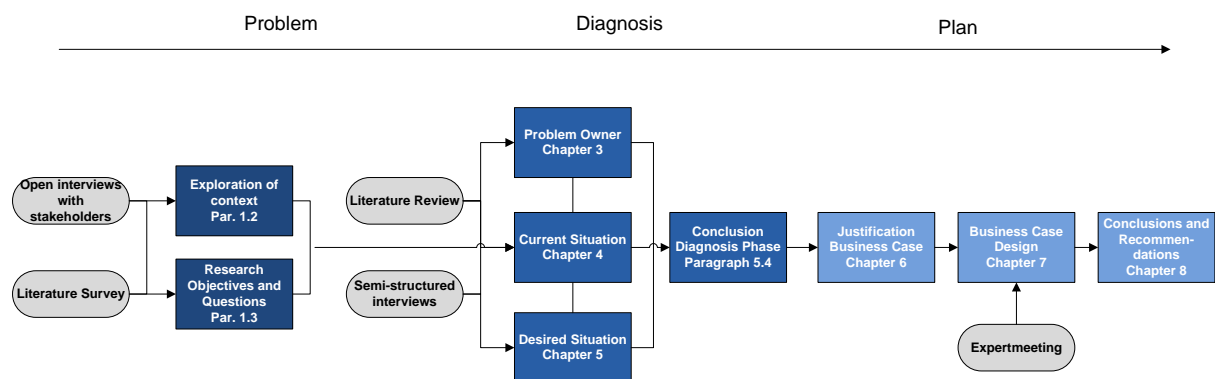 Problem
Diagnosis
Plan
Open interviews
with
stakeholders
Literature Survey
Exploration of
context
Par. 1.2
Research
Objectives and
Questions
Par. 1.3
Literature Review
Semi-structured
interviews
Problem Owner
Chapter 3
Current Situation
Chapter 4
Desired Situation
Chapter 5
Conclusion
Diagnosis Phase
Paragraph 5.4
Justification
Business Case
Chapter 6
Business Case
Design
Chapter 7
Conclusions and
Recommen-
dations
Chapter 8
Expertmeeting